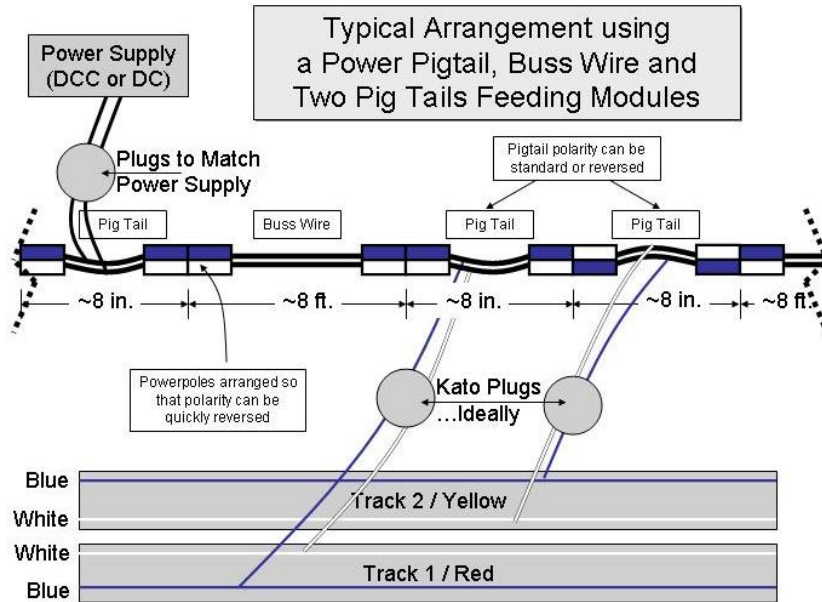 Typical Arrangement using
a Power Pigtail, Buss Wire and
Two Pig Tails Feeding Modules
Power Supply
(DCC or DC)
Plugs to Match
Power Supply
Pigtail polarity can be
standard or reversed
Pig Tail
Buss Wire
Pig Tail
Pig Tail
~8 in.
~8 ft.
~8 in.
~8 in.
~8 ft.
Powerpoles arranged so
that polarity can be
quickly reversed
Kato Plugs
...Ideally
Blue
Track 2 / Yellow
White
White
Track 1 / Red
Blue